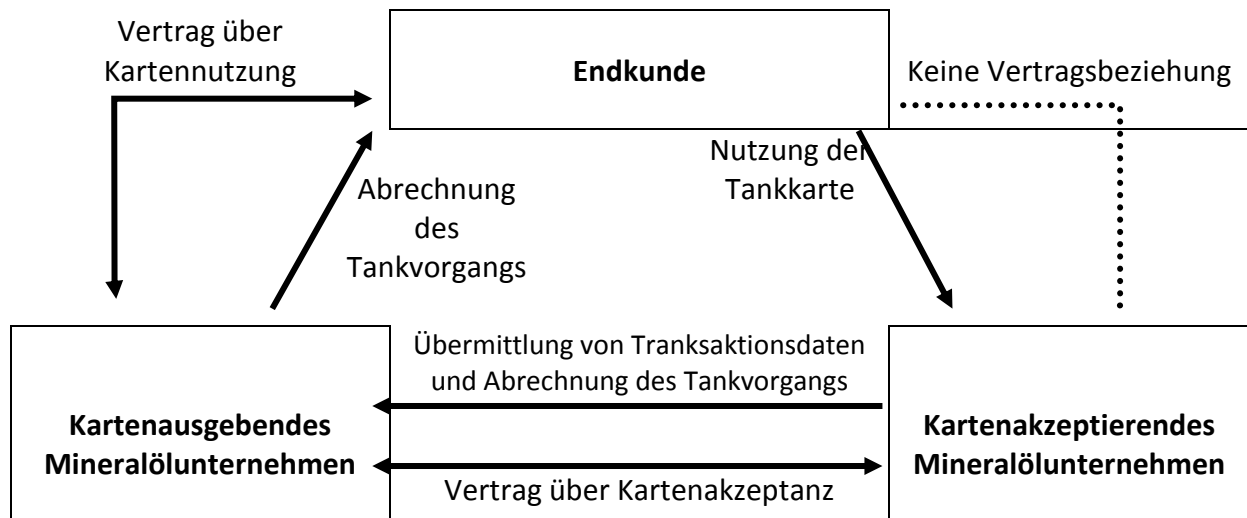 Vertrag über
Kartennutzung
Endkunde
Keine Vertragsbeziehung
Nutzung der
Tankkarte
Abrechnung
des
Tankvorgangs
Übermittlung von Tranksaktionsdaten
und Abrechnung des Tankvorgangs
Kartenausgebendes
Mineralölunternehmen
Kartenakzeptierendes
Mineralölunternehmen
Vertrag über Kartenakzeptanz